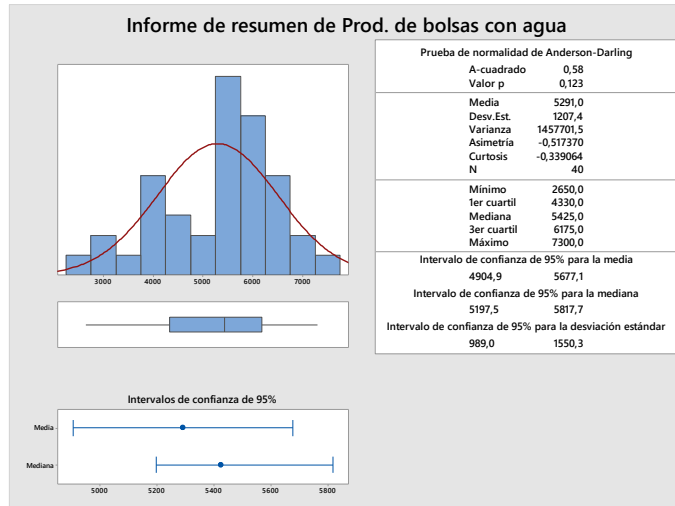 Informe de resumen de Prod. de bolsas con agua
Prueba de normalidad de Anderson-Darling
A-cuadrado 0,58
Valor p 0,123
Media 5291,0
Desv.Est. 1207,4
Varianza 1457701,5
Asimetría -0,517370
Curtosis -0,339064
N 40
Mínimo 2650,0
1er cuartil 4330,0
Mediana 5425,0
3er cuartil 6175,0
Máximo 7300,0
Intervalo de confianza de 95% para la media
4904,9 5677,1
Intervalo de confianza de 95% para la mediana
5197,5 5817,7
Intervalo de confianza de 95% para la desviación estándar
989,0 1550,3
3000 4000 5000 6000 7000
Intervalos de confianza de 95%
Media
Mediana
5000 5200 5400 5600 5800